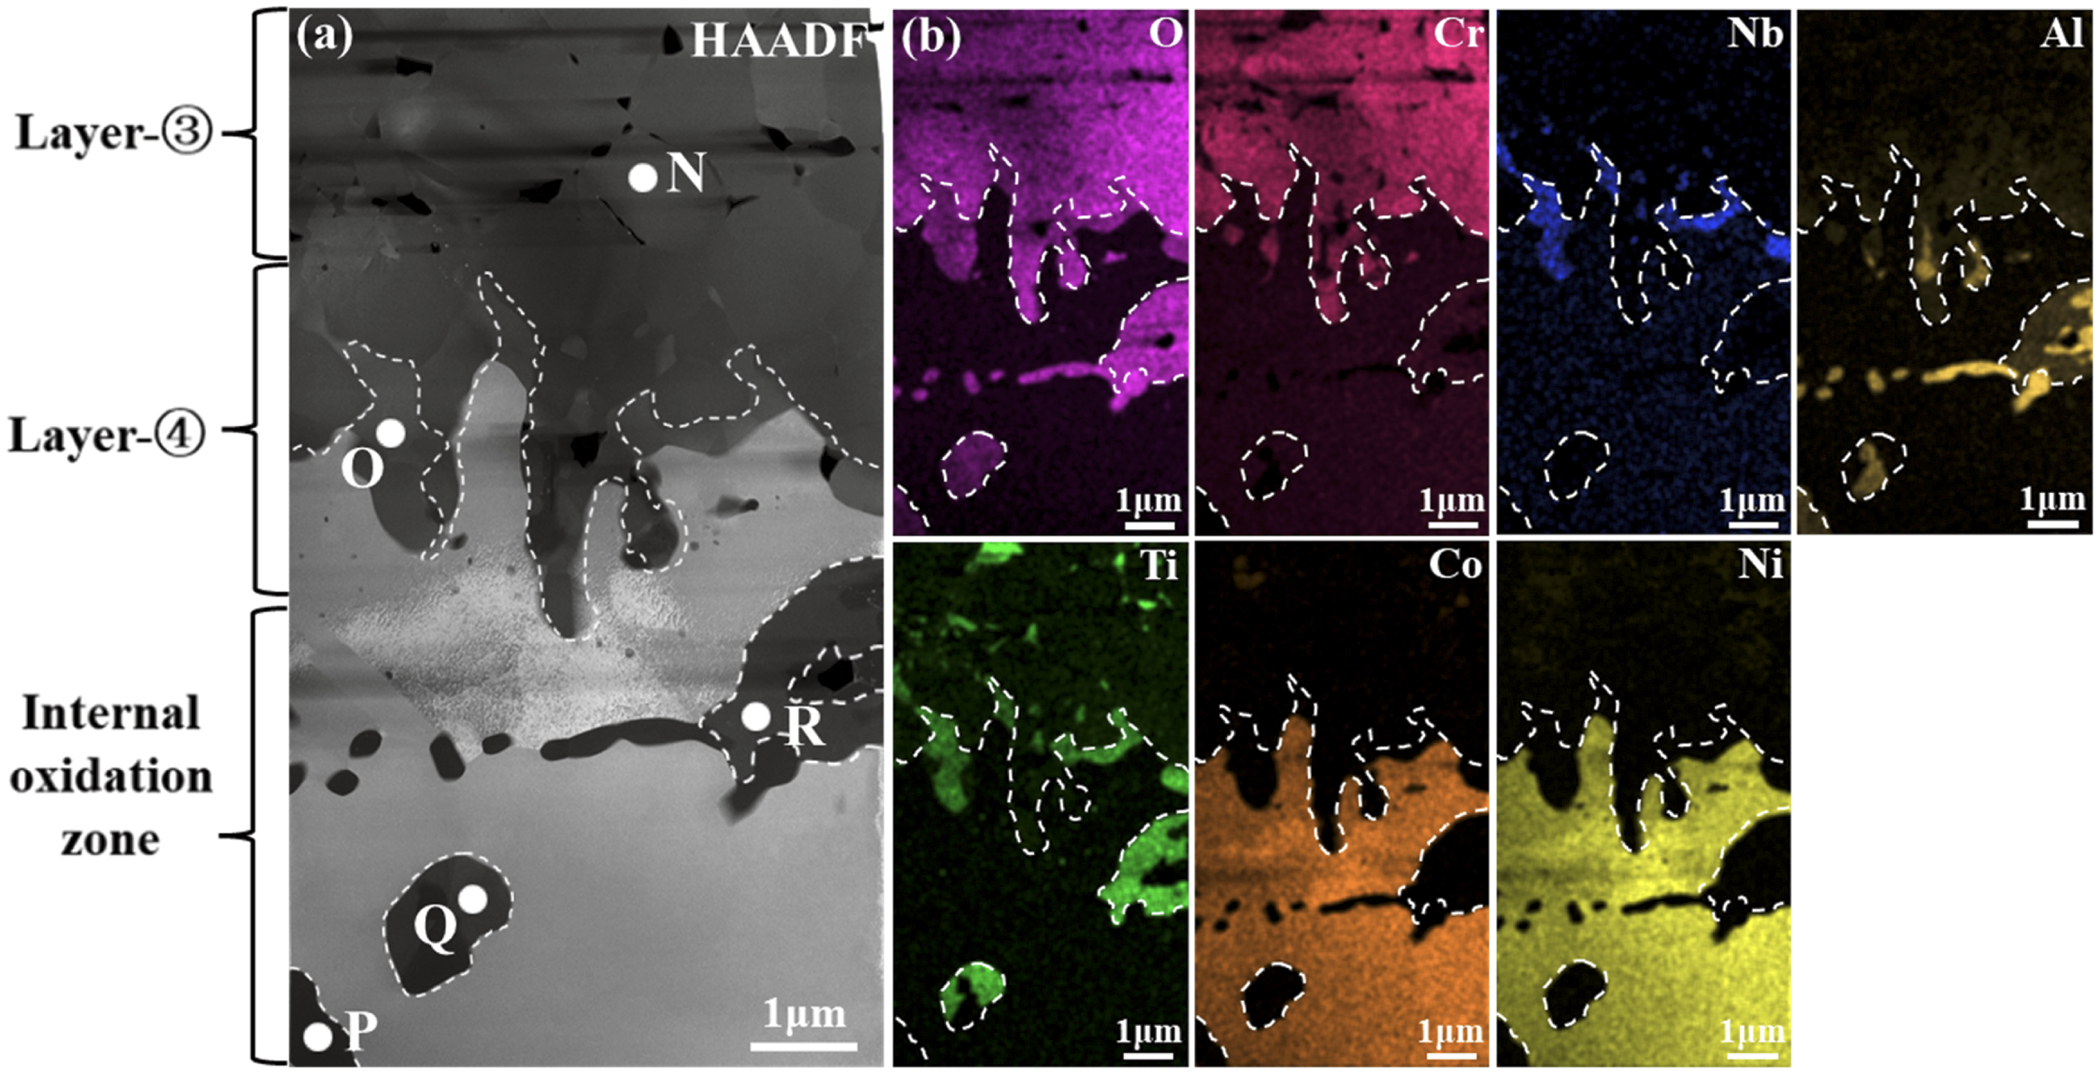 Layer-③
Layer-④
Internal
oxidation
zone
(a)
HAADF
N
O
R
Q
P
1μm
(b)
O
1μm
Cr
1μm
Nb
1μm
Al
1μm
Ti
1μm
Co
1μm
Ni
1μm